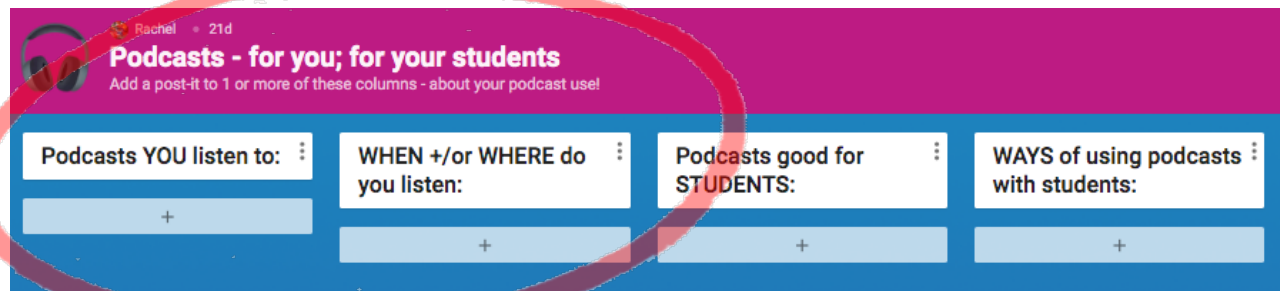 Rachel • 21d
Podcasts - for you; for your students
Add a post-it to 1 or more of these columns - about your podcast use!
Podcasts YOU listen to:
+
WHEN +/or WHERE do
you listen:
+
Podcasts good for
STUDENTS:
+
WAYS of using podcasts
with students:
+